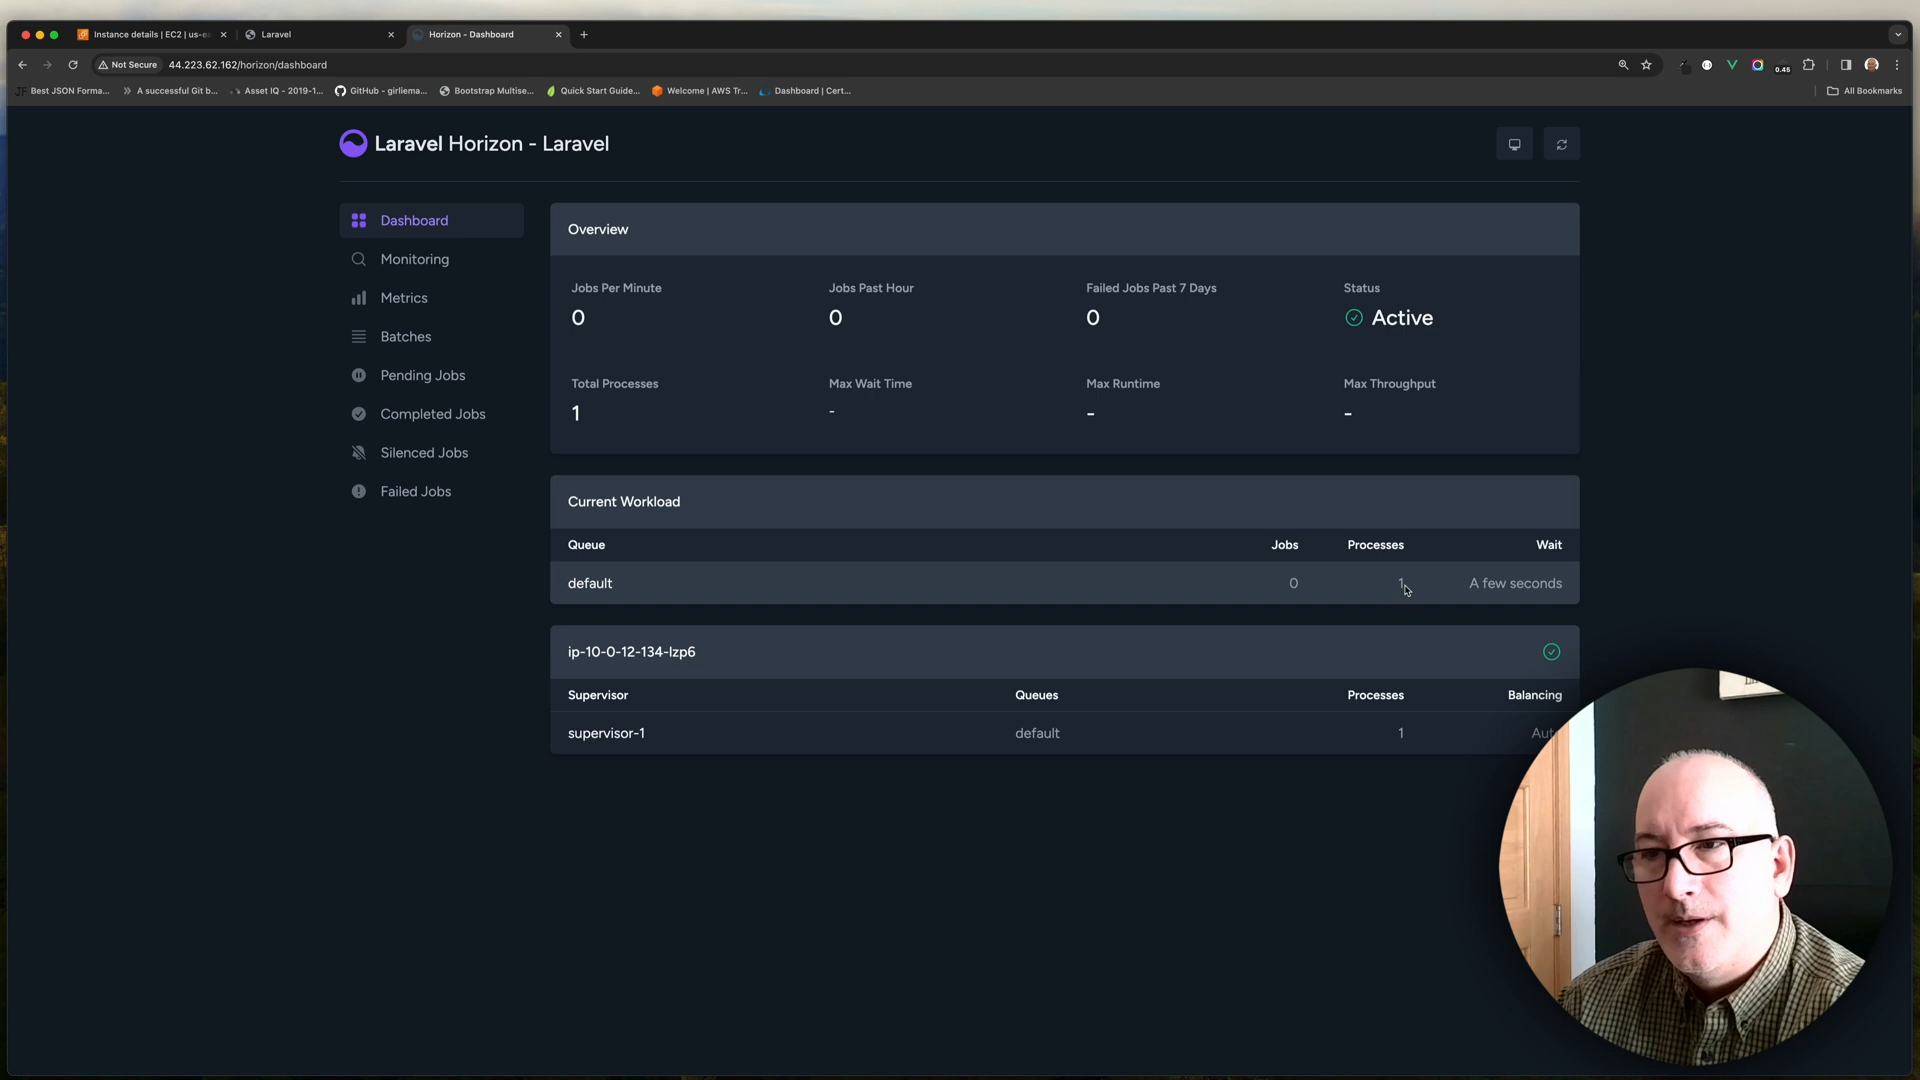 Instance details | EC2 | us-ea
Laravel
Horizon - Dashboard
Not Secure
44.223.62.162/horizon/dashboard
0.45
JF Best JSON Forma...
A successful Git b...
Asset IQ - 2019-1...
GitHub - girliema...
Bootstrap Multise...
Quick Start Guide...
Welcome | AWS Tr...
Dashboard | Cert...
All Bookmarks
Laravel Horizon - Laravel
Dashboard
Monitoring
Metrics
Batches
Pending Jobs
Completed Jobs
Silenced Jobs
Failed Jobs
Overview
Jobs Per Minute Jobs Past Hour Failed Jobs Past 7 Days Status
0 0 0 Active
Total Processes Max Wait Time Max Runtime Max Throughput
1 - - -
Current Workload
Queue Jobs Processes Wait
default 0 1 A few seconds
ip-10-0-12-134-lzp6
Supervisor Queues Processes Balancing
supervisor-1 default 1